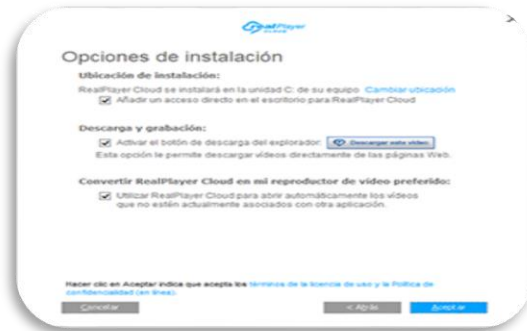 RealPlayer
CLOUD
Opciones de instalación
Ubicación de instalación:
RealPlayer Cloud se instalará en la unidad C: de su equipo Cambiar ubicación
Añadir un acceso directo en el escritorio para RealPlayer Cloud
Descarga y grabación:
Activar el botón de descarga del explorador: Descargar este vídeo
Esta opción le permite descargar vídeos directamente de las páginas Web.
Convertir RealPlayer Cloud en mi reproductor de vídeo preferido:
Utilizar RealPlayer Cloud para abrir automáticamente los vídeos
que no estén actualmente asociados con otra aplicación.
Hacer clic en Aceptar indica que acepta los términos de la licencia de uso y la Política de
confidencialidad (en línea).
Cancelar < Atrás Aceptar